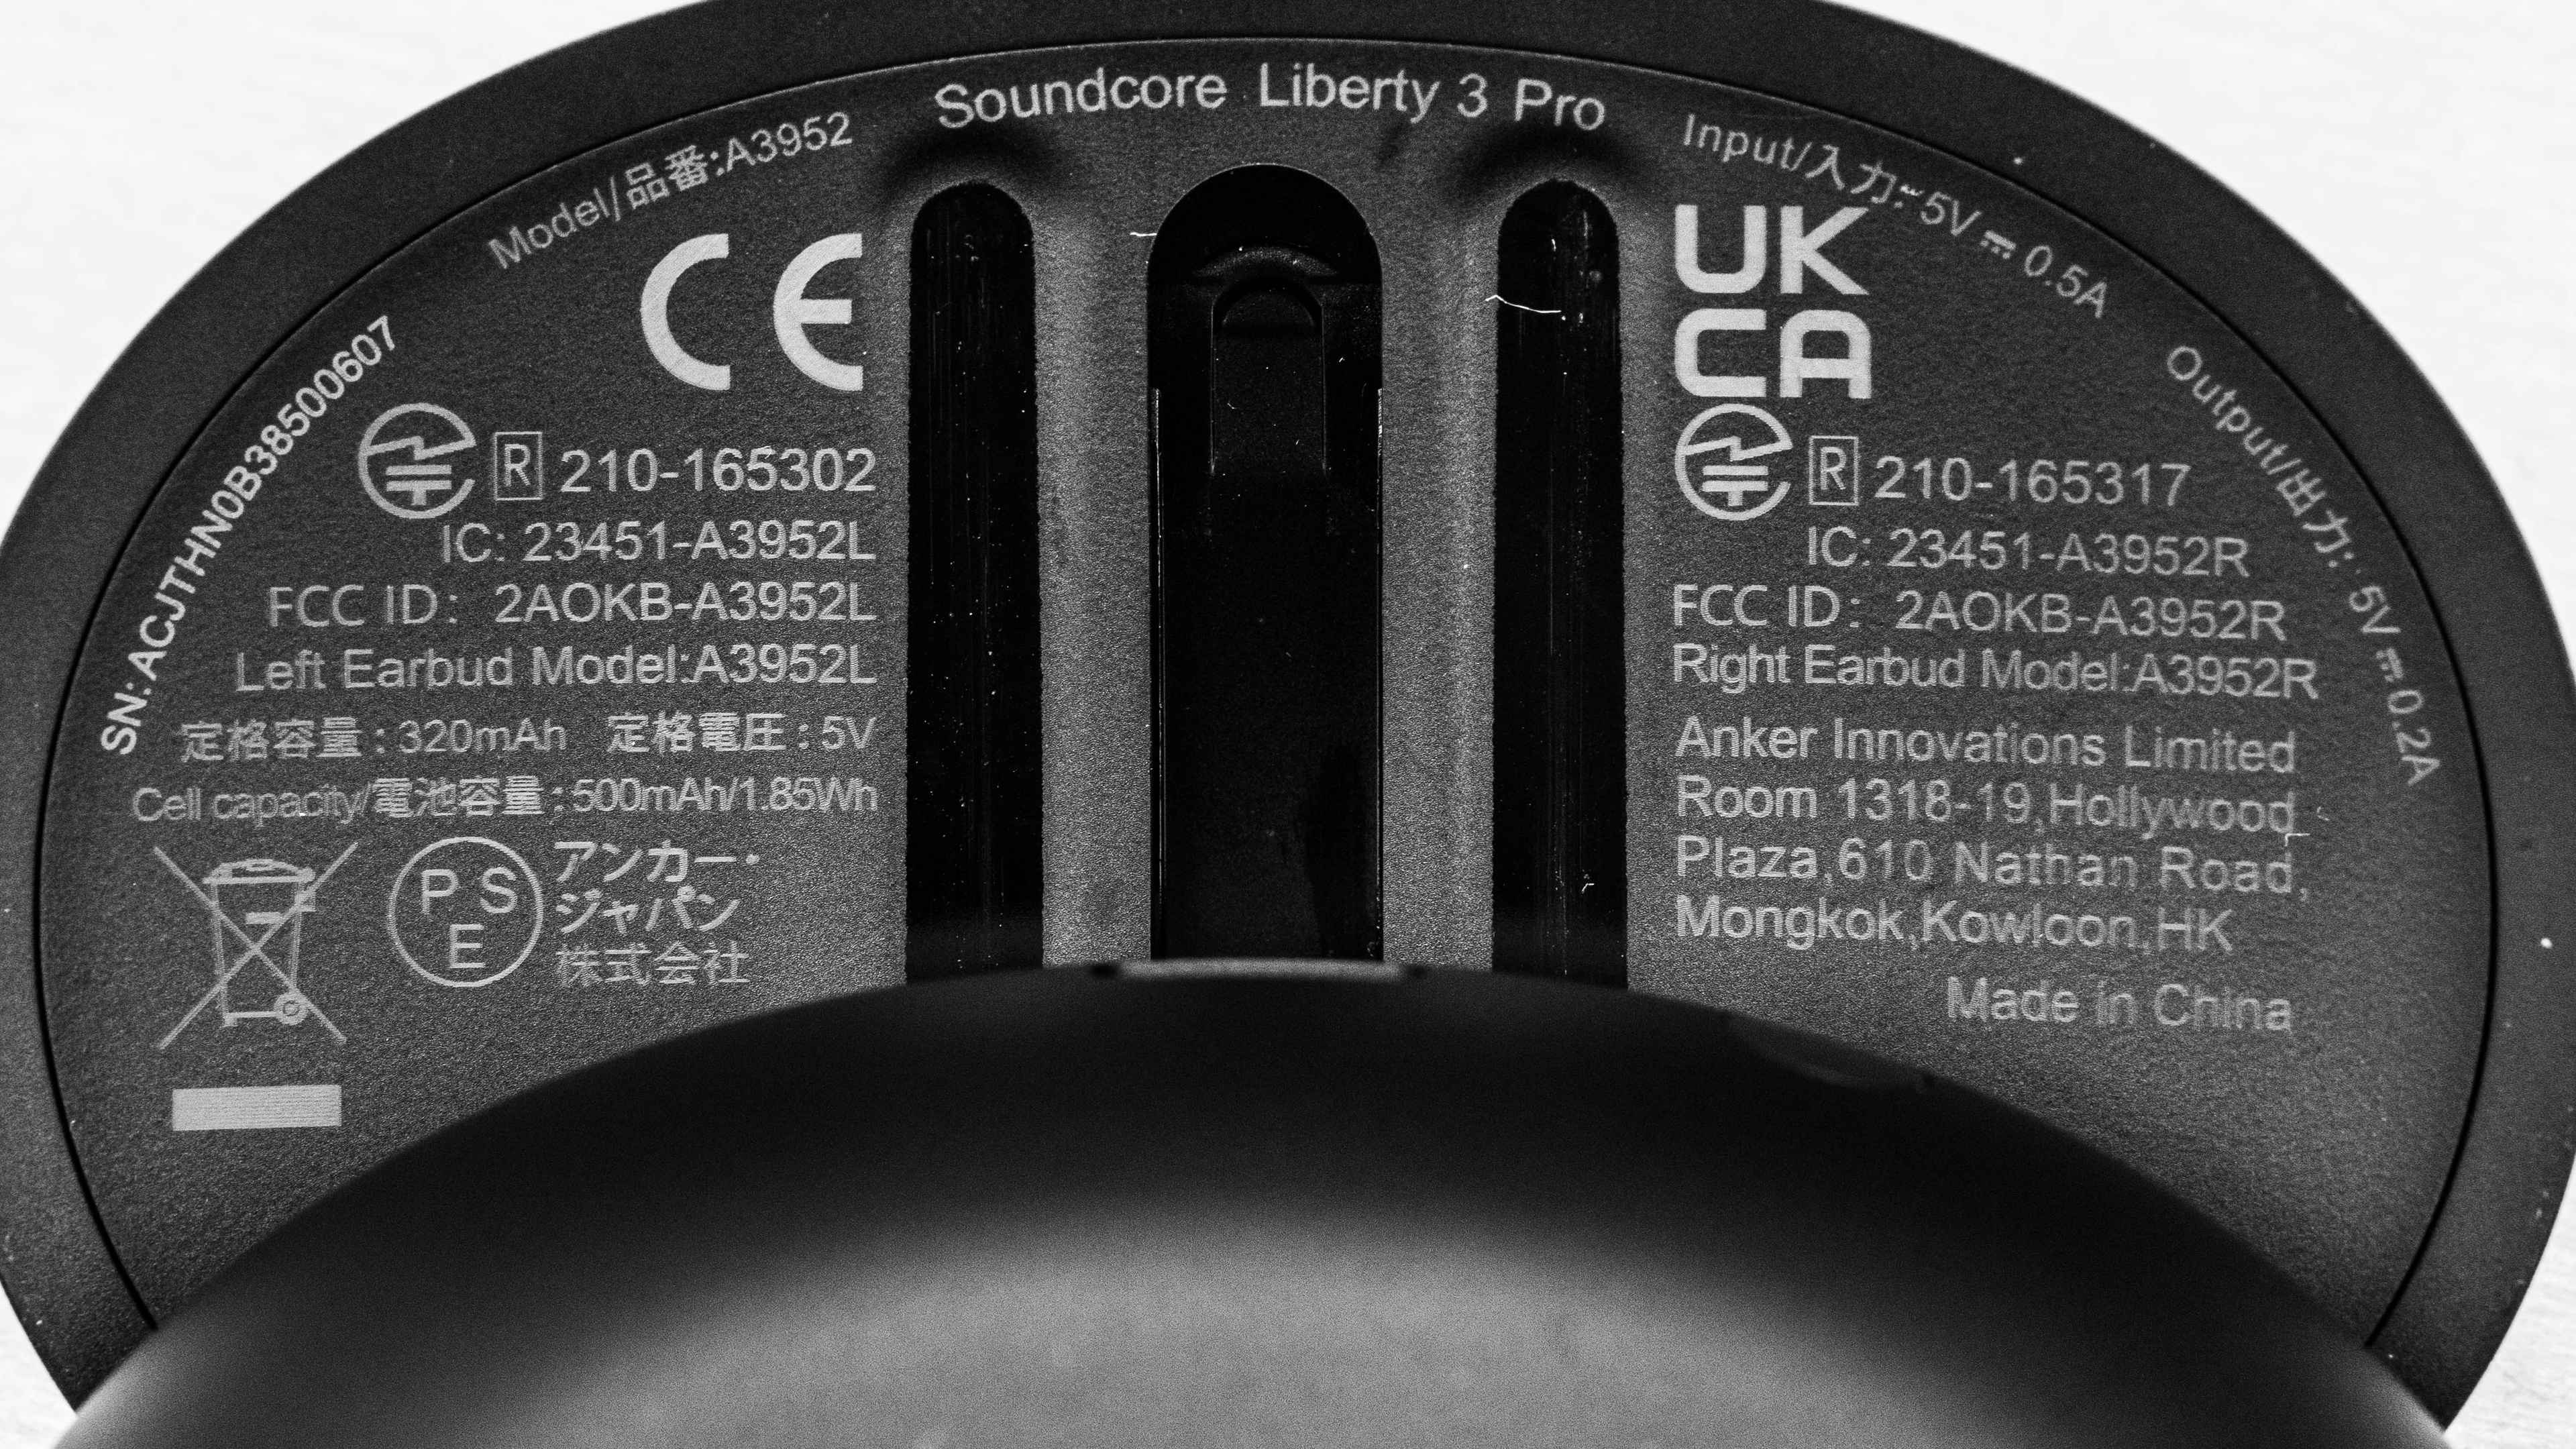 Soundcore Liberty 3 Pro
Model/品番:A3952
SN:ACJTHN0B38500607
CE
R 210-165302
IC: 23451-A3952L
FCC ID: 2AOKB-A3952L
Left Earbud Model:A3952L
定格容量:320mAh 定格電圧:5V
Cell capacity/電池容量:500mAh/1.85Wh
PSE
アンカー・
ジャパン
株式会社
Input/入力: 5V⎓0.5A
Output/出力: 5V⎓0.2A
UK
CA
R 210-165317
IC: 23451-A3952R
FCC ID: 2AOKB-A3952R
Right Earbud Model:A3952R
Anker Innovations Limited
Room 1318-19,Hollywood
Plaza,610 Nathan Road,
Mongkok,Kowloon,HK
Made in China